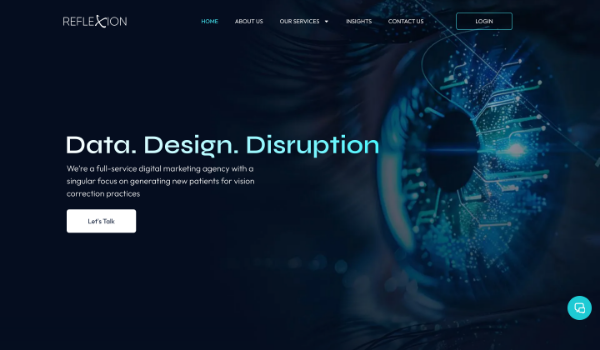 REFLEXION
HOME ABOUT US OUR SERVICES INSIGHTS CONTACT US LOGIN
Data. Design. Disruption
We're a full-service digital marketing agency with a
singular focus on generating new patients for vision
correction practices
Let's Talk